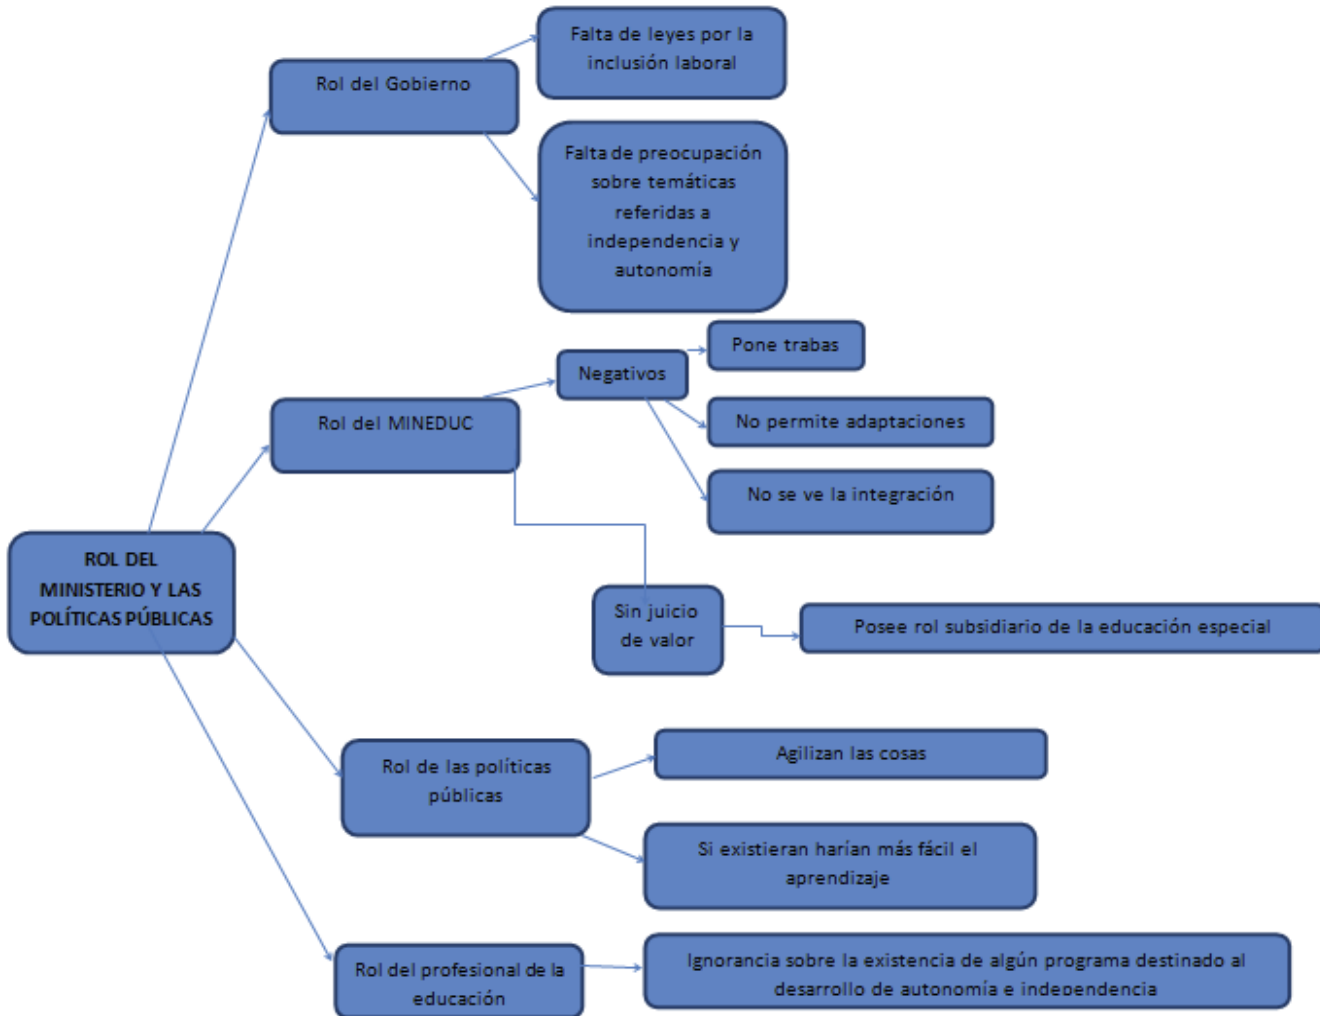 Falta de leyes por la
inclusión laboral
Rol del Gobierno
Falta de preocupación
sobre temáticas
referidas a
independencia y
autonomía
Pone trabas
Negativos
No permite adaptaciones
Rol del MINEDUC
No se ve la integración
ROL DEL
MINISTERIO Y LAS
POLÍTICAS PÚBLICAS
Sin juicio
de valor
Posee rol subsidiario de la educación especial
Rol de las políticas
públicas
Agilizan las cosas
Si existieran harían más fácil el
aprendizaje
Rol del profesional de la
educación
Ignorancia sobre la existencia de algún programa destinado al
desarrollo de autonomía e independencia